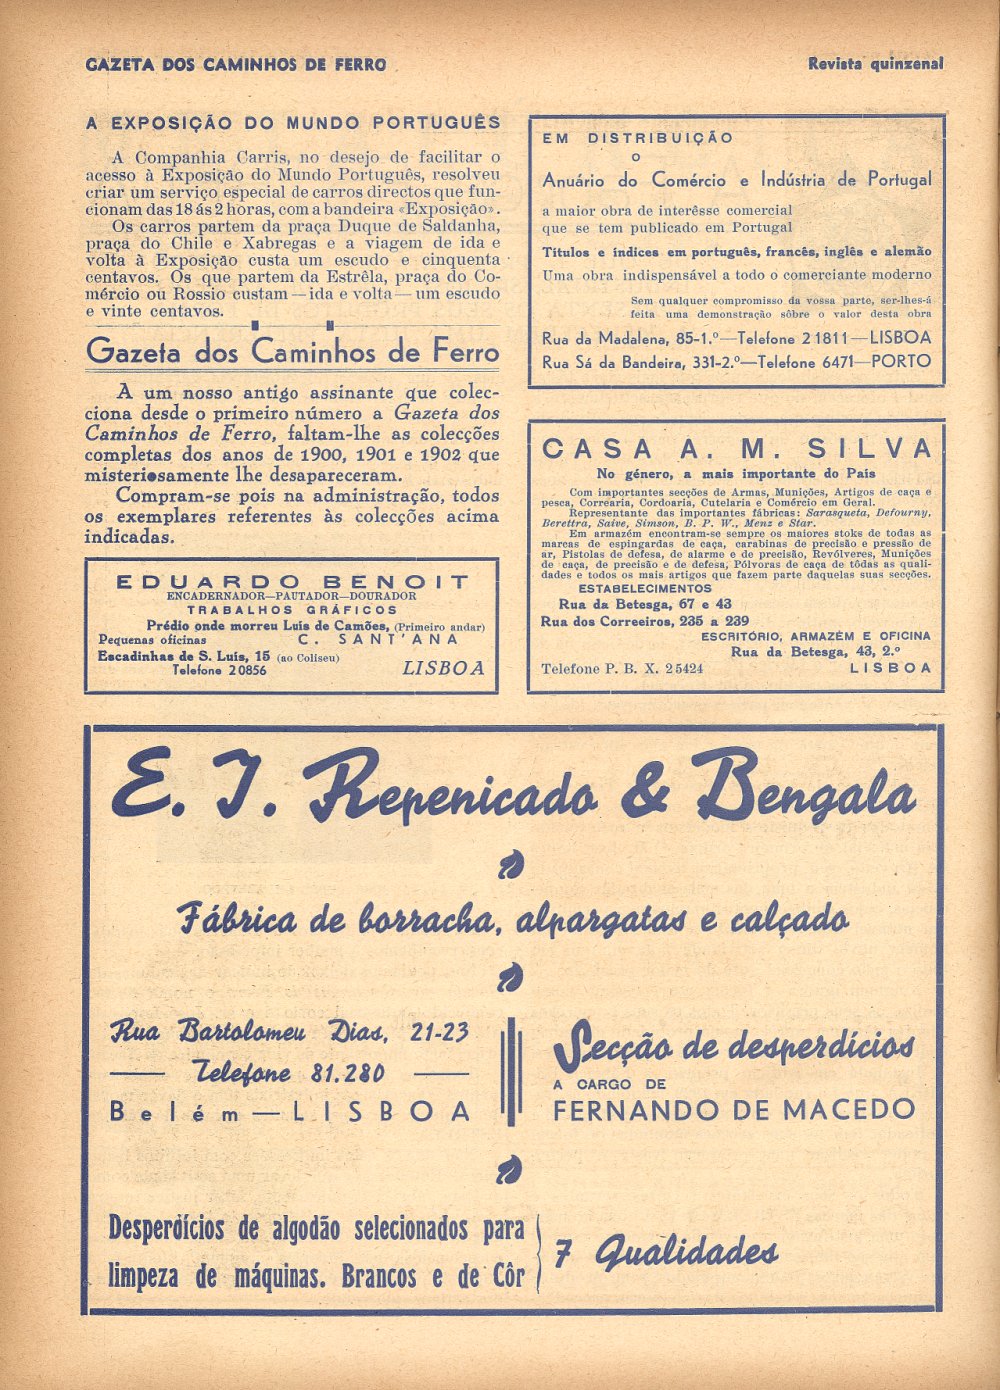 GAZETA DOS CAMINHOS DE FERRO
Revista quinzenal
A EXPOSIÇÃO DO MUNDO PORTUGUÊS
A Companhia Carris, no desejo de facilitar o
acesso à Exposição do Mundo Português, resolveu
criar um serviço especial de carros directos que fun-
cionam das 18 ás 2 horas, com a bandeira «Exposição».
Os carros partem da praça Duque de Saldanha,
praça do Chile e Xabregas e a viagem de ida e
volta à Exposição custa um escudo e cinquenta
centavos. Os que partem da Estrêla, praça do Co-
mércio ou Rossio custam — ida e volta — um escudo
e vinte centavos.
Gazeta dos Caminhos de Ferro
A um nosso antigo assinante que colec-
ciona desde o primeiro número a Gazeta dos
Caminhos de Ferro, faltam-lhe as colecções
completas dos anos de 1900, 1901 e 1902 que
misteriosamente lhe desapareceram.
Compram-se pois na administração, todos
os exemplares referentes às colecções acima
indicadas.
EDUARDO BENOIT
ENCADERNADOR—PAUTADOR—DOURADOR
TRABALHOS GRÁFICOS
Prédio onde morreu Luís de Camões, (Primeiro andar)
Pequenas oficinas C. SANT'ANA
Escadinhas de S. Luís, 15 (ao Coliseu)
Telefone 20856 LISBOA
EM DISTRIBUIÇÃO
O
Anuário do Comércio e Indústria de Portugal
a maior obra de interêsse comercial
que se tem publicado em Portugal
Títulos e índices em português, francês, inglês e alemão
Uma obra indispensável a todo o comerciante moderno
Sem qualquer compromisso da vossa parte, ser-lhes-á
feita uma demonstração sôbre o valor desta obra
Rua da Madalena, 85-1.º—Telefone 21811—LISBOA
Rua Sá da Bandeira, 331-2.º—Telefone 6471—PORTO
CASA A. M. SILVA
No género, a mais importante do País
Com importantes secções de Armas, Munições, Artigos de caça e
pesca, Correaria, Cordoaria, Cutelaria e Comércio em Geral.
Representante das importantes fábricas: Sarasqueta, Defourny,
Berettra, Saive, Simson, B. P. W., Menz e Star.
Em armazém encontram-se sempre os maiores stoks de todas as
marcas de espingardas de caça, carabinas de precisão e pressão de
ar, Pistolas de defesa, de alarme e de precisão, Revólveres, Munições
de caça, de precisão e de defesa, Pólvoras de caça de tôdas as quali-
dades e todos os mais artigos que fazem parte daquelas suas secções.
ESTABELECIMENTOS
Rua da Betesga, 67 e 43
Rua dos Correeiros, 235 a 239
ESCRITÓRIO, ARMAZÉM E OFICINA
Rua da Betesga, 43, 2.º
Telefone P. B. X. 25424 LISBOA
E. J. Repenicado & Bengala
Fábrica de borracha, alpargatas e calçado
Rua Bartolomeu Dias, 21-23
Telefone 81.280
Belém — LISBOA
Secção de desperdícios
A CARGO DE
FERNANDO DE MACEDO
Desperdícios de algodão selecionados para
limpeza de máquinas. Brancos e de Côr
7 Qualidades